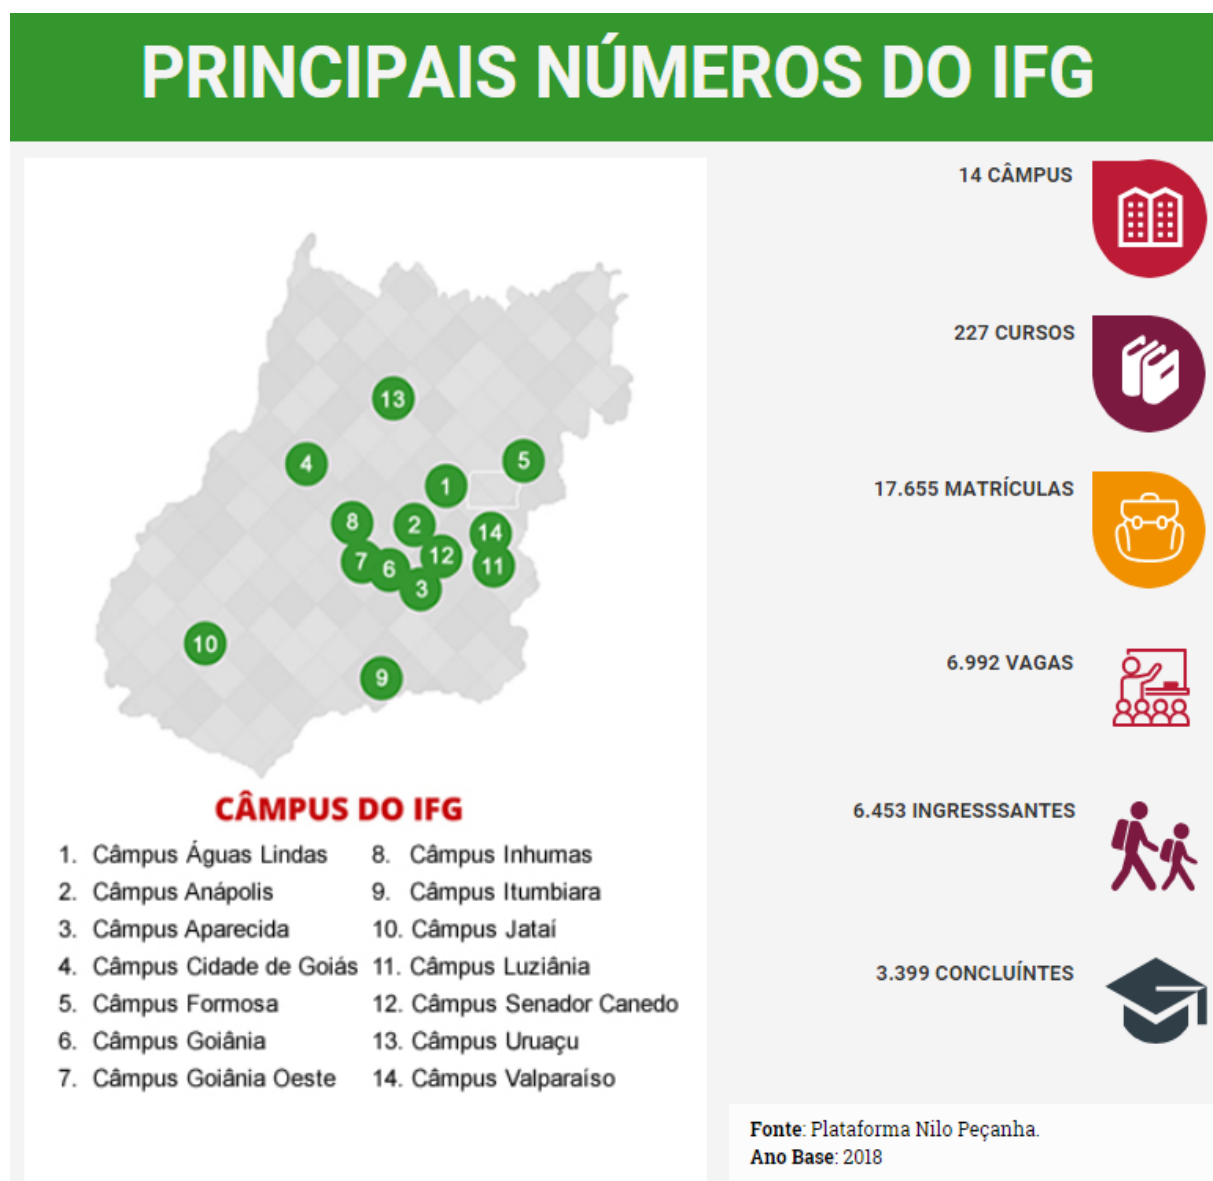 PRINCIPAIS NÚMEROS DO IFG
13
4
5
1
8
2
14
7
6
12
11
3
10
9
CÂMPUS DO IFG
1. Câmpus Águas Lindas
2. Câmpus Anápolis
3. Câmpus Aparecida
4. Câmpus Cidade de Goiás
5. Câmpus Formosa
6. Câmpus Goiânia
7. Câmpus Goiânia Oeste
8. Câmpus Inhumas
9. Câmpus Itumbiara
10. Câmpus Jataí
11. Câmpus Luziânia
12. Câmpus Senador Canedo
13. Câmpus Uruaçu
14. Câmpus Valparaíso
14 CÂMPUS
227 CURSOS
17.655 MATRÍCULAS
6.992 VAGAS
6.453 INGRESSSANTES
3.399 CONCLUÍNTES
Fonte: Plataforma Nilo Peçanha.
Ano Base: 2018